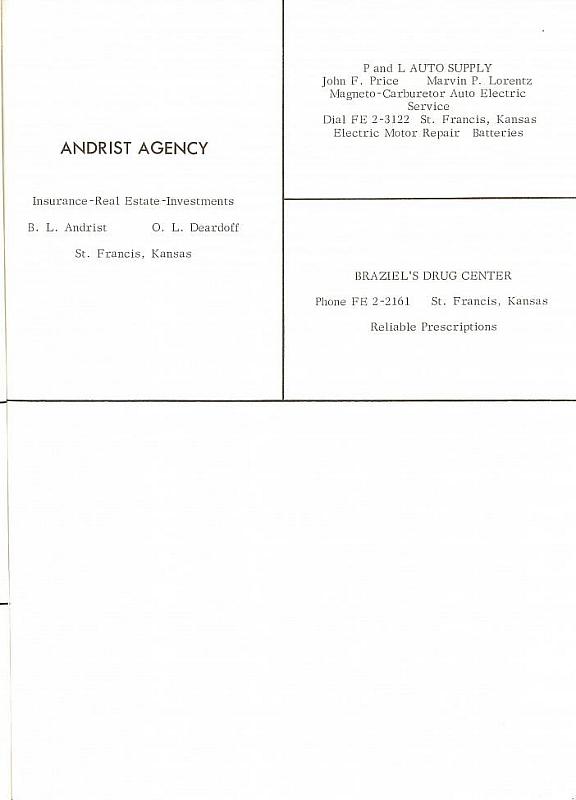 ANDRIST AGENCY
Insurance-Real Estate-Investments
B. L. Andrist O. L. Deardoff
St. Francis, Kansas
P and L AUTO SUPPLY
John F. Price Marvin P. Lorentz
Magneto-Carburetor Auto Electric
Service
Dial FE 2-3122 St. Francis, Kansas
Electric Motor Repair Batteries
BRAZIEL'S DRUG CENTER
Phone FE 2-2161 St. Francis, Kansas
Reliable Prescriptions